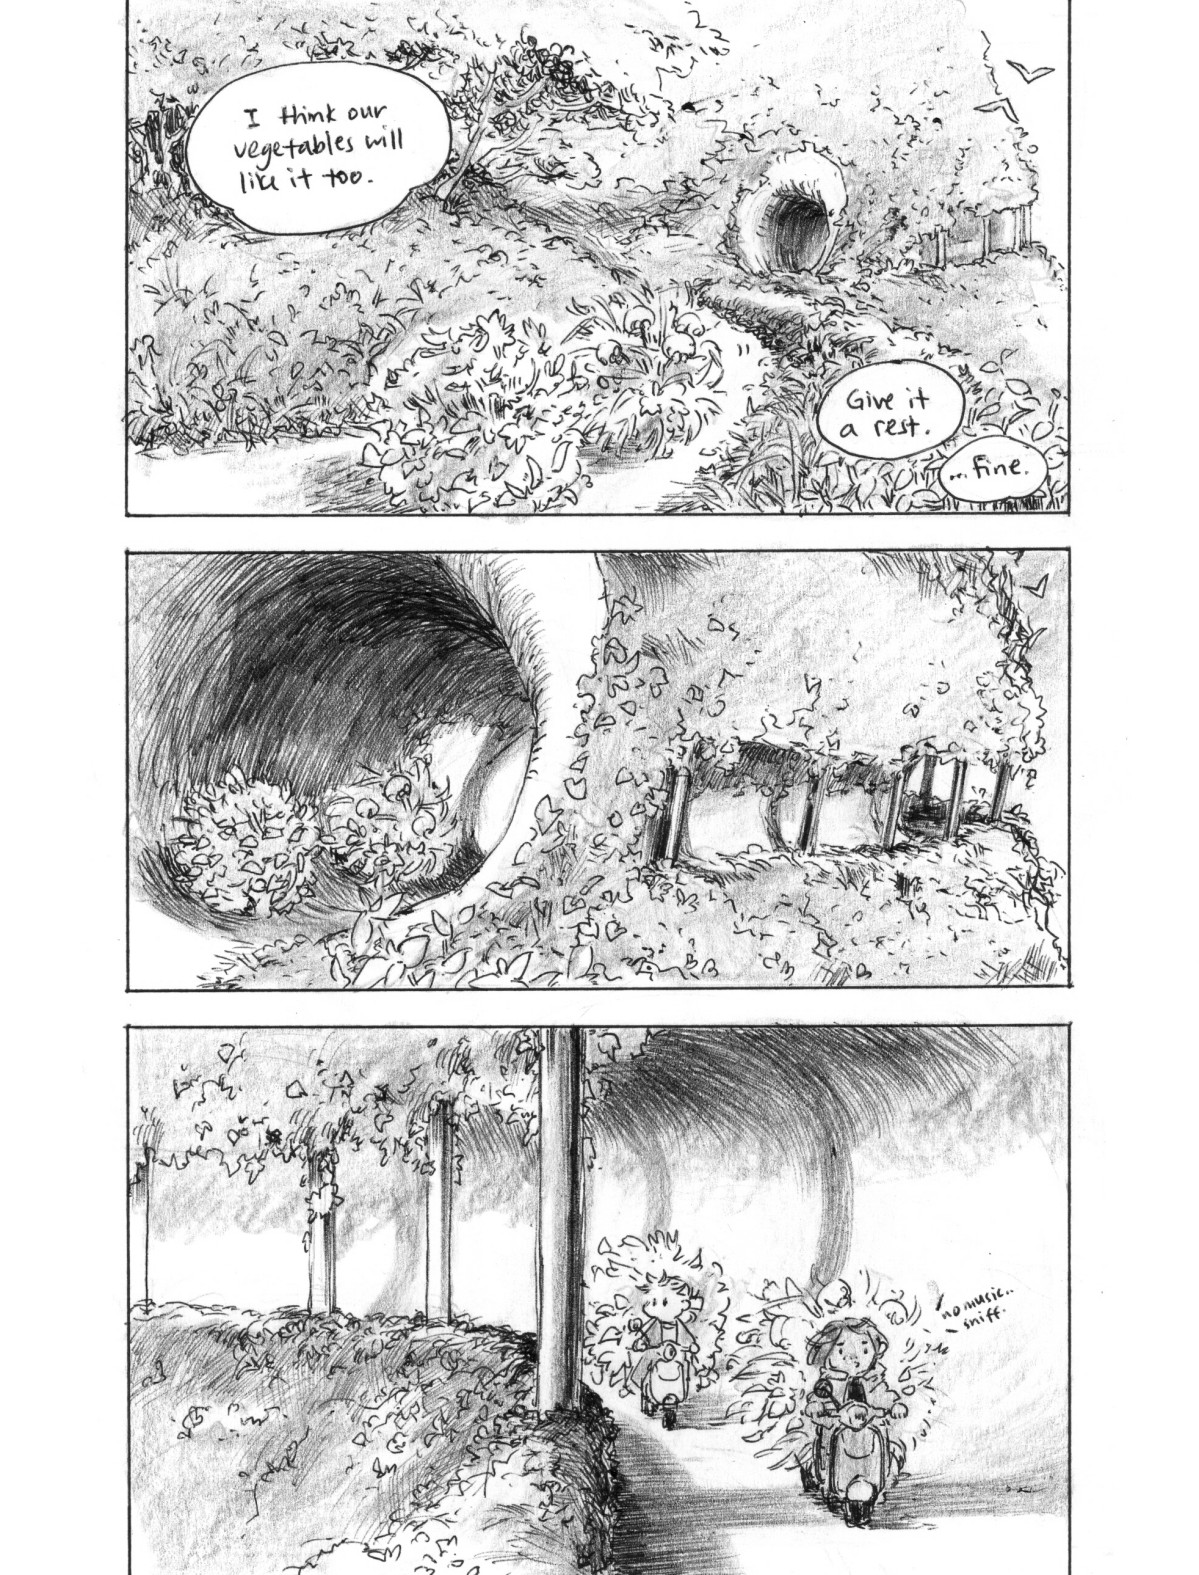 I think our
vegetables will
like it too.
Give it
a rest.
... fine.
no music..
sniff.